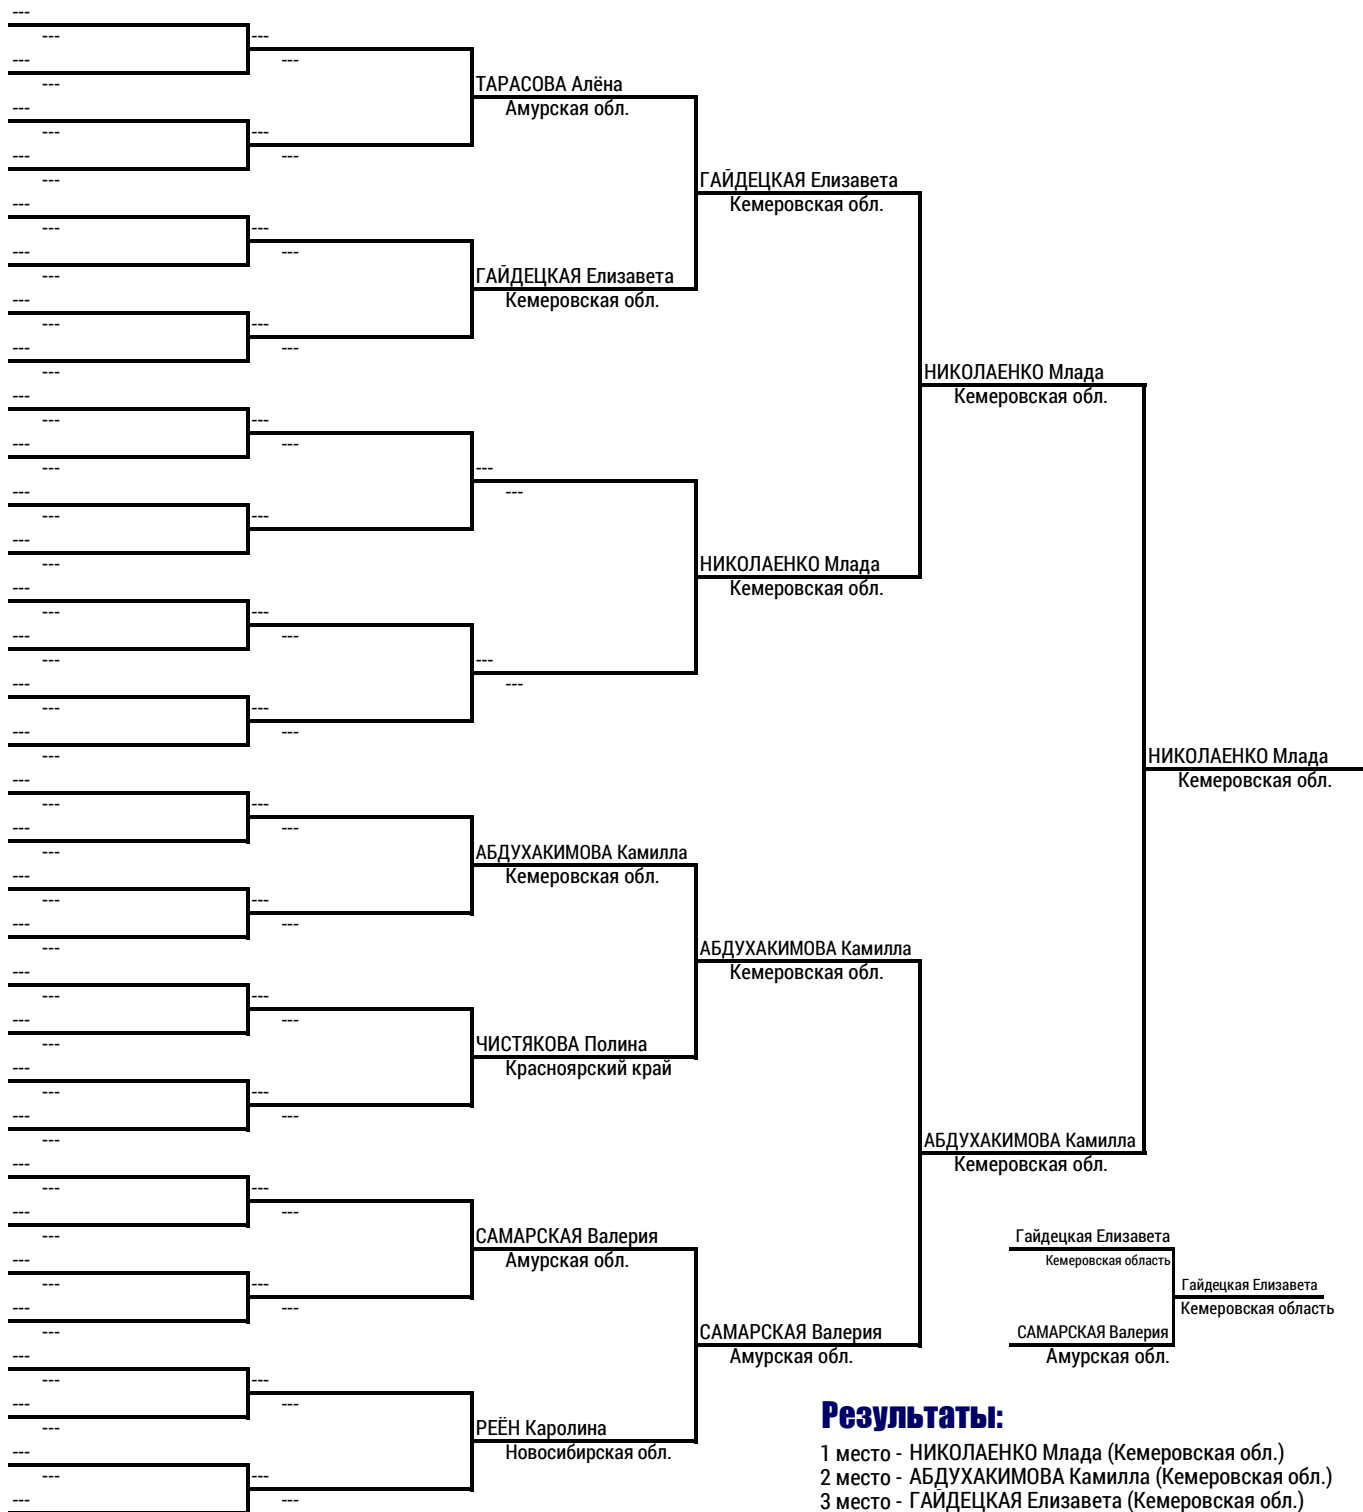 ---
---
---
---
---
---
---
ТАРАСОВА Алёна
Амурская обл.
---
---
---
---
---
---
ГАЙДЕЦКАЯ Елизавета
Кемеровская обл.
---
---
---
---
---
---
ГАЙДЕЦКАЯ Елизавета
Кемеровская обл.
---
---
---
---
---
---
НИКОЛАЕНКО Млада
Кемеровская обл.
---
---
---
---
---
---
---
---
---
---
---
---
НИКОЛАЕНКО Млада
Кемеровская обл.
---
---
---
---
---
---
---
---
---
---
---
---
---
---
НИКОЛАЕНКО Млада
Кемеровская обл.
---
---
---
---
---
---
АБДУХАКИМОВА Камилла
Кемеровская обл.
---
---
---
---
---
---
АБДУХАКИМОВА Камилла
Кемеровская обл.
---
---
---
---
---
---
ЧИСТЯКОВА Полина
Красноярский край
---
---
---
---
---
---
АБДУХАКИМОВА Камилла
Кемеровская обл.
---
---
---
---
---
---
САМАРСКАЯ Валерия
Амурская обл.
Гайдецкая Елизавета
Кемеровская область
---
---
---
---
---
---
Гайдецкая Елизавета
Кемеровская область
САМАРСКАЯ Валерия
Амурская обл.
САМАРСКАЯ Валерия
Амурская обл.
---
---
---
---
---
---
РЕЁН Каролина
Новосибирская обл.
---
---
---
---
---
Результаты:
1 место - НИКОЛАЕНКО Млада (Кемеровская обл.)
2 место - АБДУХАКИМОВА Камилла (Кемеровская обл.)
3 место - ГАЙДЕЦКАЯ Елизавета (Кемеровская обл.)